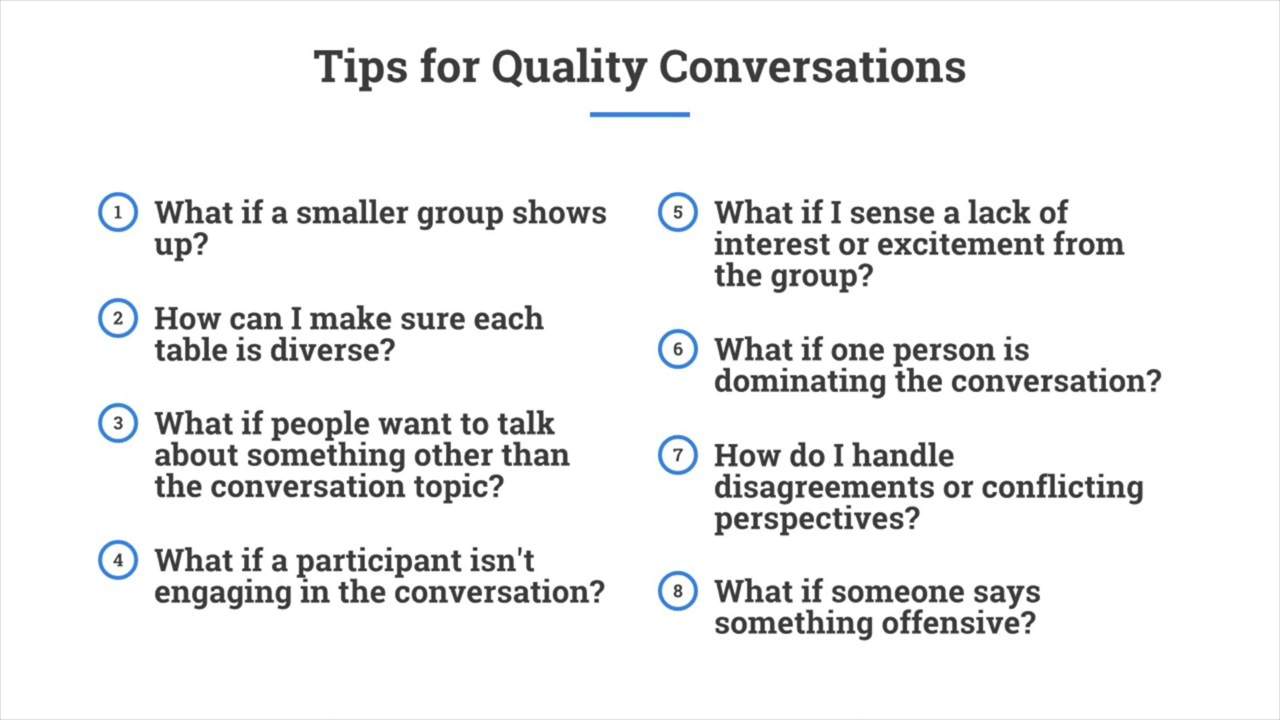 Tips for Quality Conversations
1 What if a smaller group shows
up?
2 How can I make sure each
table is diverse?
3 What if people want to talk
about something other than
the conversation topic?
4 What if a participant isn't
engaging in the conversation?
5 What if I sense a lack of
interest or excitement from
the group?
6 What if one person is
dominating the conversation?
7 How do I handle
disagreements or conflicting
perspectives?
8 What if someone says
something offensive?